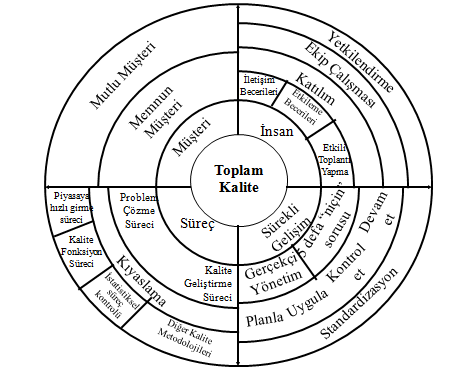 Mutlu Müşteri
Memnun
Müşteri
Müşteri
Yetkilendirme
Ekip Çalışması
Katılım
İletişim
Becerileri
Etkileme
Becerileri
Etkili
Toplantı
Yapma
İnsan
Toplam
Kalite
Süreç
Problem
Çözme
Süreci
Kalite
Geliştirme
Süreci
Kıyaslama
Piyasaya
hızlı girme
süreci
Kalite
Fonksiyon
Süreci
İstatistiksel
süreç
kontrolü
Diğer Kalite
Metodolojileri
Sürekli
Gelişim
Gerçekçi
Yönetim
5 defa “niçin”
sorusu
Planla Uygula Kontrol
et
Devam
et
Standardizasyon